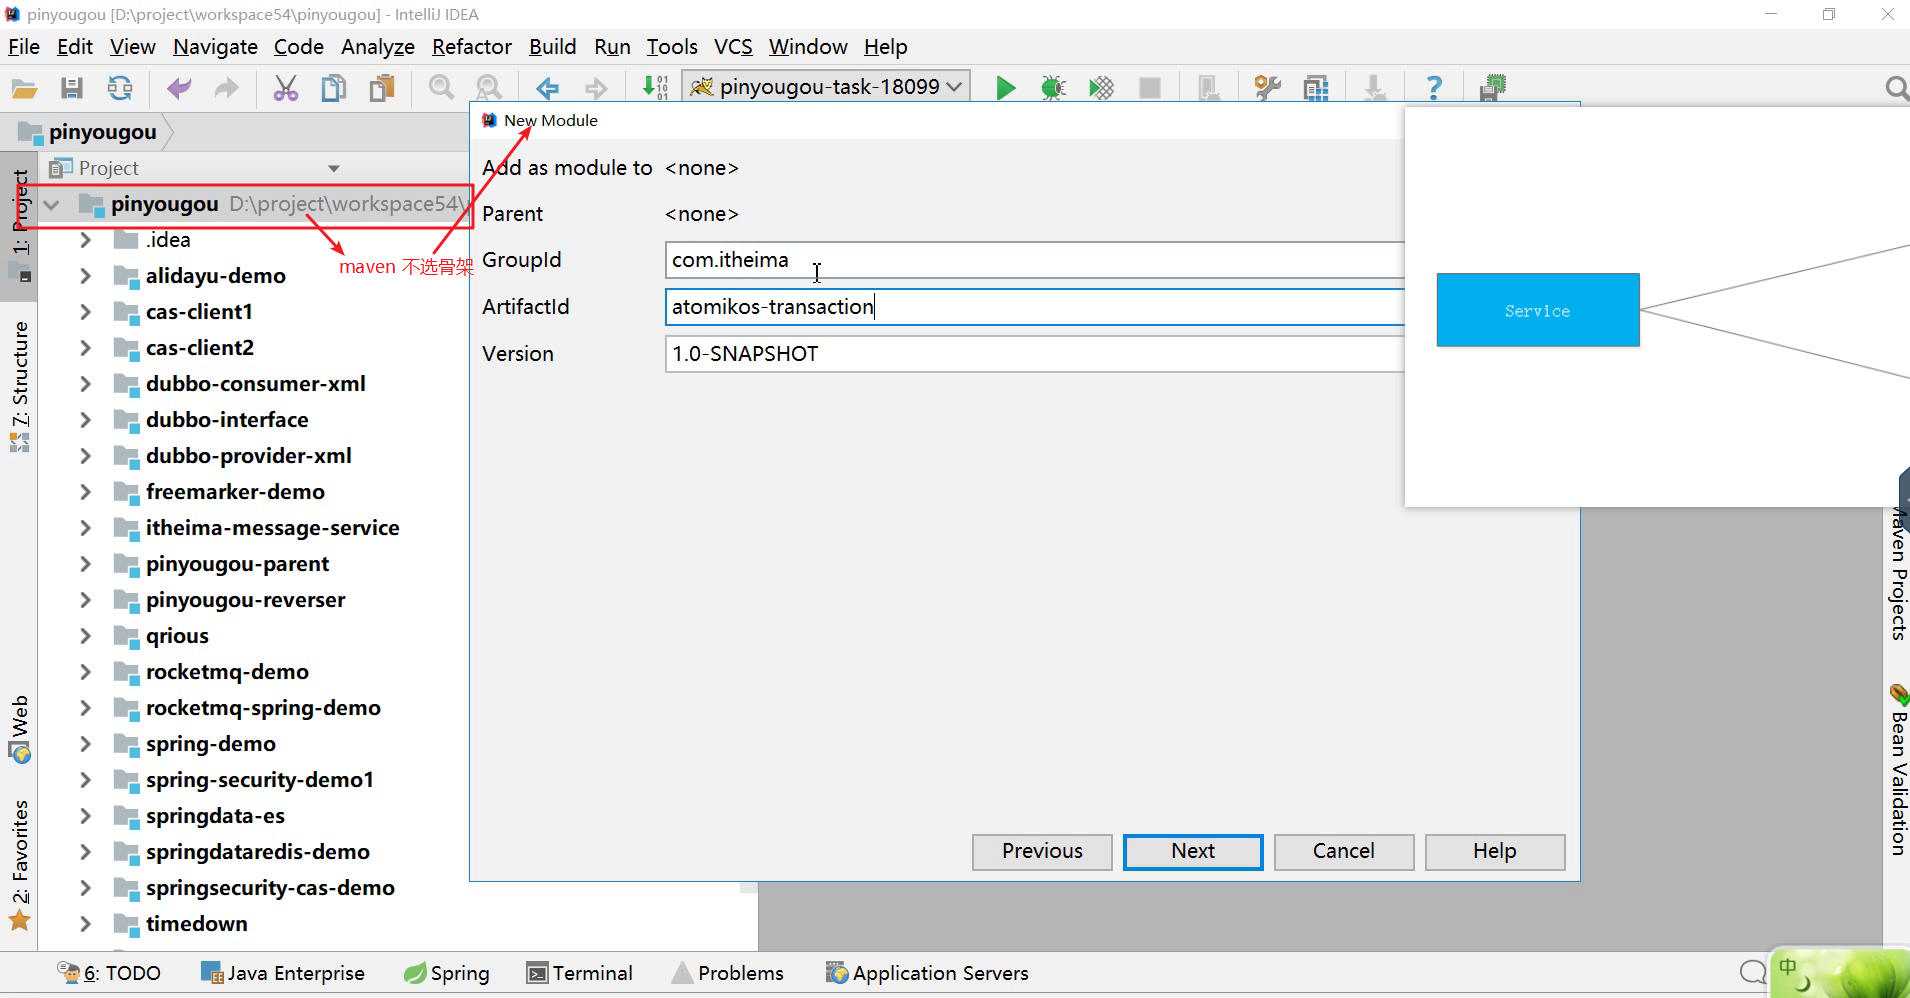 pinyougou [D:\project\workspace54\pinyougou] - IntelliJ IDEA
File Edit View Navigate Code Analyze Refactor Build Run Tools VCS Window Help
pinyougou-task-18099
pinyougou
Project
pinyougou D:\project\workspace54\
.idea
alidayu-demo
cas-client1
cas-client2
dubbo-consumer-xml
dubbo-interface
dubbo-provider-xml
freemarker-demo
itheima-message-service
pinyougou-parent
pinyougou-reverser
qrious
rocketmq-demo
rocketmq-spring-demo
spring-demo
spring-security-demo1
springdata-es
springdataredis-demo
springsecurity-cas-demo
timedown
maven 不选骨架
1: Project
7: Structure
Web
2: Favorites
New Module
Add as module to <none>
Parent <none>
GroupId com.itheima
ArtifactId atomikos-transaction
Version 1.0-SNAPSHOT
Previous Next Cancel Help
Service
Maven Projects
Bean Validation
6: TODO Java Enterprise Spring Terminal Problems Application Servers
中